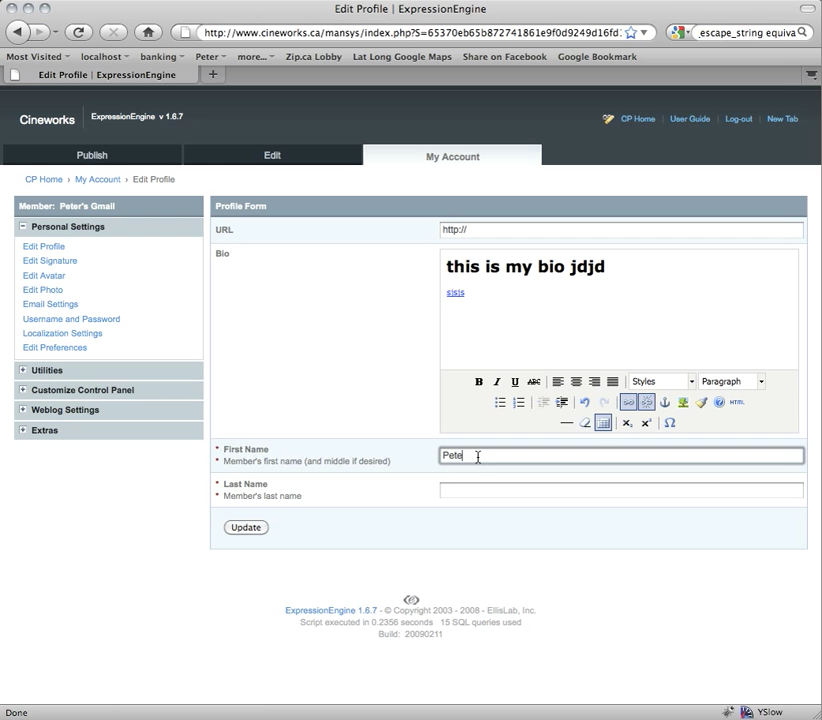 Edit Profile | ExpressionEngine
http://www.cineworks.ca/mansys/index.php?S=65370eb65b872741861e9f0d9249d16fd
escape_string equiva
Most Visited localhost banking Peter more... Zip.ca Lobby Lat Long Google Maps Share on Facebook Google Bookmark
Edit Profile | ExpressionEngine +
Cineworks ExpressionEngine v 1.6.7 CP Home User Guide Log-out New Tab
Publish Edit My Account
CP Home › My Account › Edit Profile
Member: Peter's Gmail
Personal Settings
Edit Profile
Edit Signature
Edit Avatar
Edit Photo
Email Settings
Username and Password
Localization Settings
Edit Preferences
Utilities
Customize Control Panel
Weblog Settings
Extras
Profile Form
URL http://
Bio
this is my bio jdjd
s;s;s
B I U ABC Styles Paragraph
HTML
x₂ x² Ω
* First Name
* Member's first name (and middle if desired)
Pete
* Last Name
* Member's last name
Update
ExpressionEngine 1.6.7 - © Copyright 2003 - 2008 - EllisLab, Inc.
Script executed in 0.2356 seconds 15 SQL queries used
Build: 20090211
Done YSlow